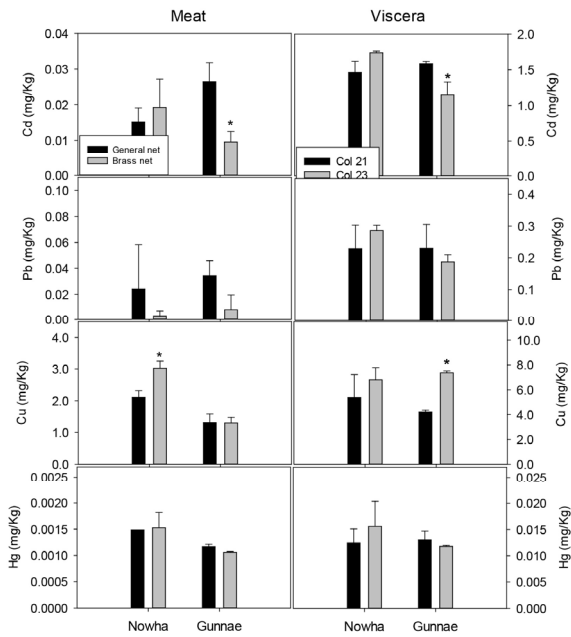 Meat
Viscera
0.04
0.03
0.02
0.01
0.00
Cd (mg/Kg)
General net
Brass net
*
2.0
1.5
1.0
0.5
0.0
Cd (mg/Kg)
Col 21
Col 23
*
0.10
0.08
0.06
0.04
0.02
0.00
Pb (mg/Kg)
0.4
0.3
0.2
0.1
0.0
Pb (mg/Kg)
4.0
3.0
2.0
1.0
0.0
Cu (mg/Kg)
*
10.0
8.0
6.0
4.0
2.0
0.0
Cu (mg/Kg)
*
0.0025
0.0020
0.0015
0.0010
0.0005
0.0000
Hg (mg/Kg)
0.025
0.020
0.015
0.010
0.005
0.000
Hg (mg/Kg)
Nowha
Gunnae
Nowha
Gunnae